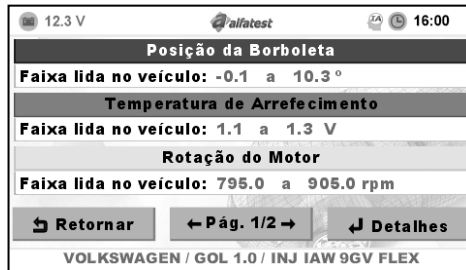 12.3 V alfatest IA 16:00
Posição da Borboleta
Faixa lida no veículo: -0.1 a 10.3 º
Temperatura de Arrefecimento
Faixa lida no veículo: 1.1 a 1.3 V
Rotação do Motor
Faixa lida no veículo: 795.0 a 905.0 rpm
Retornar ←Pág. 1/2→ Detalhes
VOLKSWAGEN / GOL 1.0 / INJ IAW 9GV FLEX